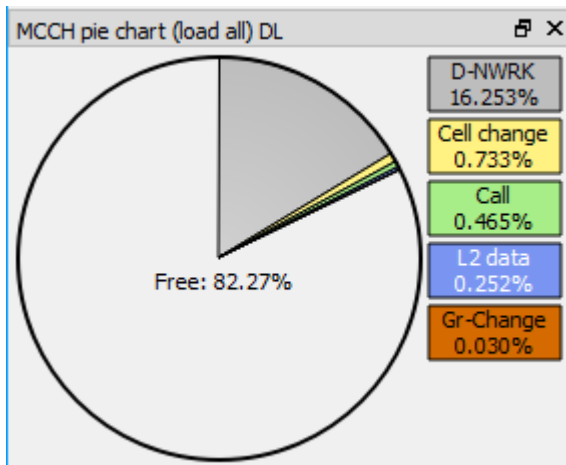 MCCH pie chart (load all) DL
D-NWRK
16.253%
Cell change
0.733%
Call
0.465%
L2 data
0.252%
Gr-Change
0.030%
Free: 82.27%